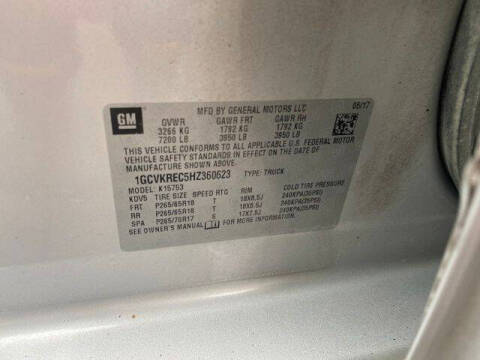 GM
MFD BY GENERAL MOTORS LLC
05/17
GVWR GAWR FRT GAWR RR
3266 KG 1792 KG 1792 KG
7200 LB 3950 LB 3950 LB
THIS VEHICLE CONFORMS TO ALL APPLICABLE U.S. FEDERAL MOTOR
VEHICLE SAFETY STANDARDS IN EFFECT ON THE DATE OF
MANUFACTURE SHOWN ABOVE.
1GCVKREC5HZ360623 TYPE: TRUCK
MODEL: K15753
KDV5 TIRE SIZE SPEED RTG RIM COLD TIRE PRESSURE
FRT P265/65R18 T 18X8.5J 240KPA(35PSI)
RR P265/65R18 T 18X8.5J 240KPA(35PSI)
SPA P265/70R17 S 17X7.5J 240KPA(35PSI)
SEE OWNER'S MANUAL